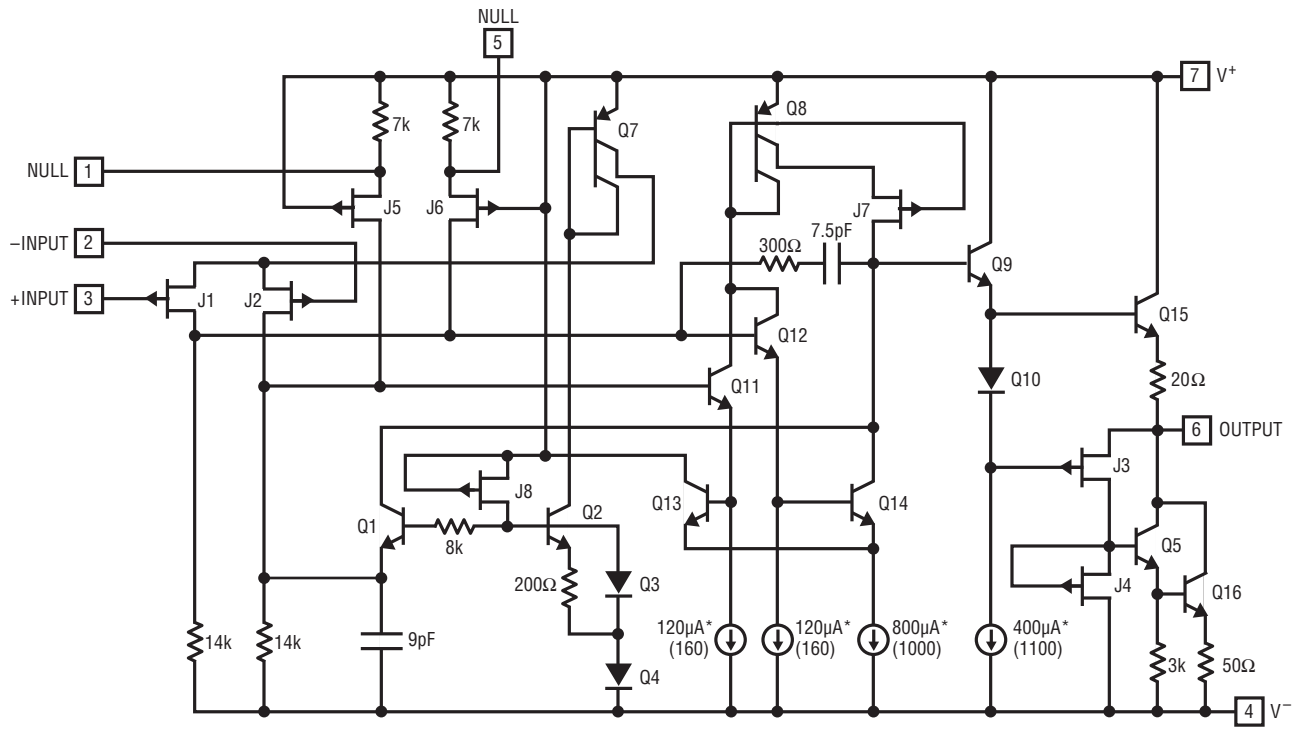 NULL
5
7 V+
7k
7k
Q7
Q8
NULL 1
J5
J6
J7
7.5pF
300Ω
–INPUT 2
+INPUT 3
J1
J2
Q9
Q15
Q12
Q11
Q10
20Ω
6 OUTPUT
J3
J8
Q13
Q14
Q1
8k
Q2
Q5
200Ω
Q3
J4
Q16
14k
14k
9pF
Q4
120µA*
(160)
120µA*
(160)
800µA*
(1000)
400µA*
(1100)
3k
50Ω
4 V–